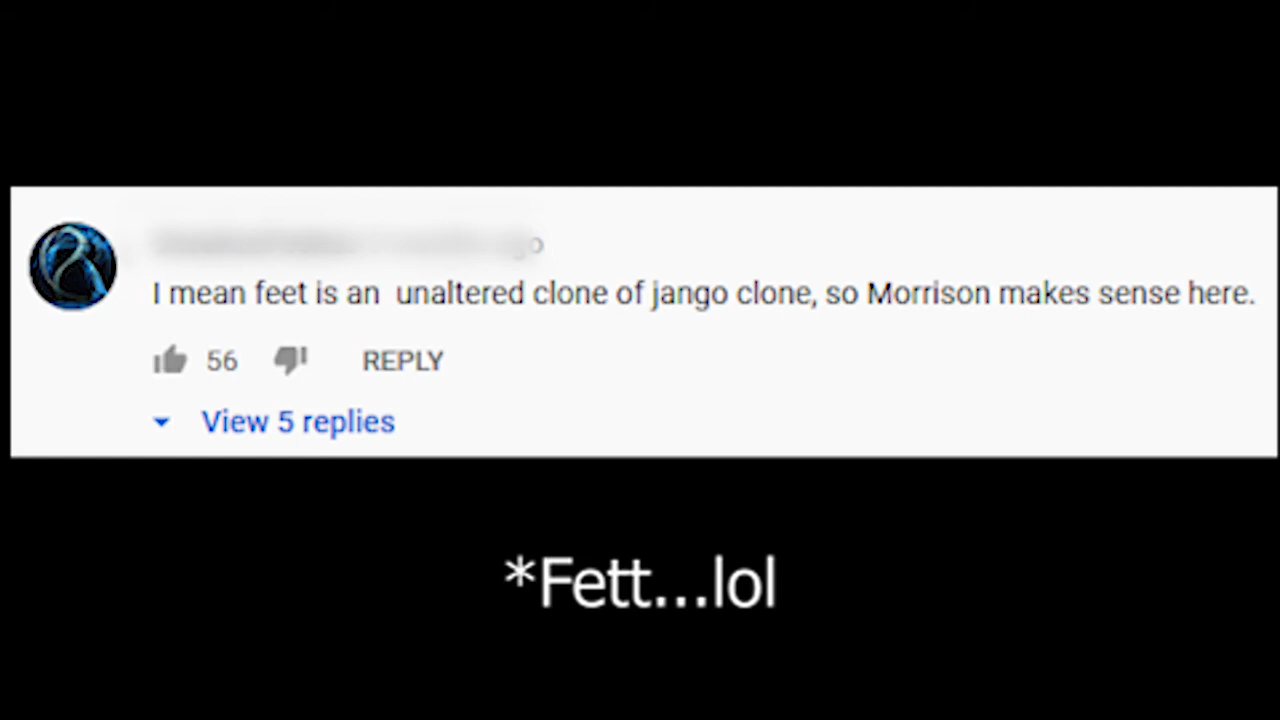 I mean feet is an  unaltered clone of jango clone, so Morrison makes sense here.
56 REPLY
View 5 replies
*Fett...lol